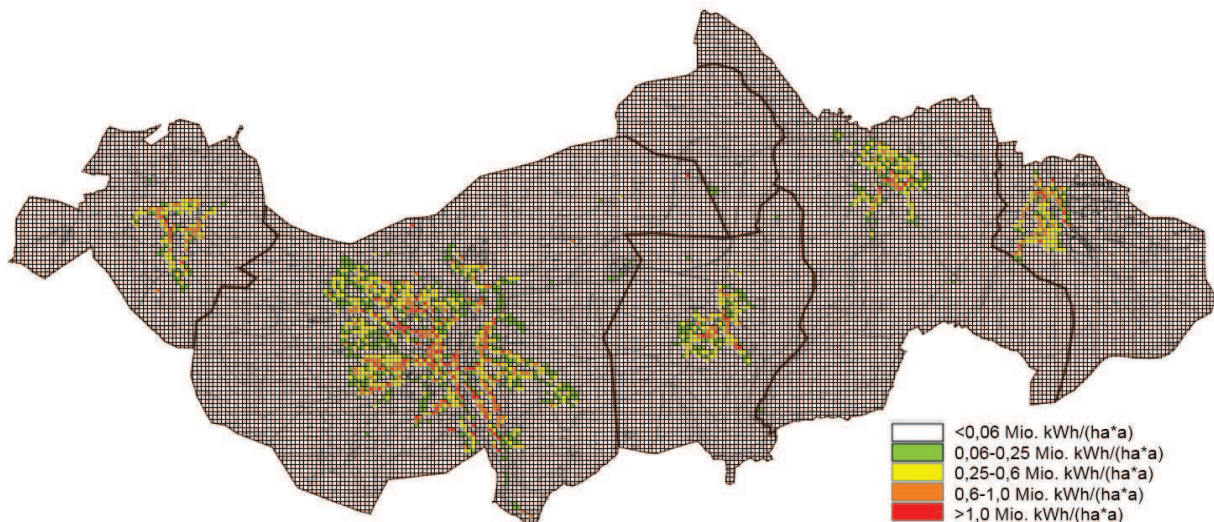 <0,06 Mio. kWh/(ha*a)
0,06-0,25 Mio. kWh/(ha*a)
0,25-0,6 Mio. kWh/(ha*a)
0,6-1,0 Mio. kWh/(ha*a)
>1,0 Mio. kWh/(ha*a)